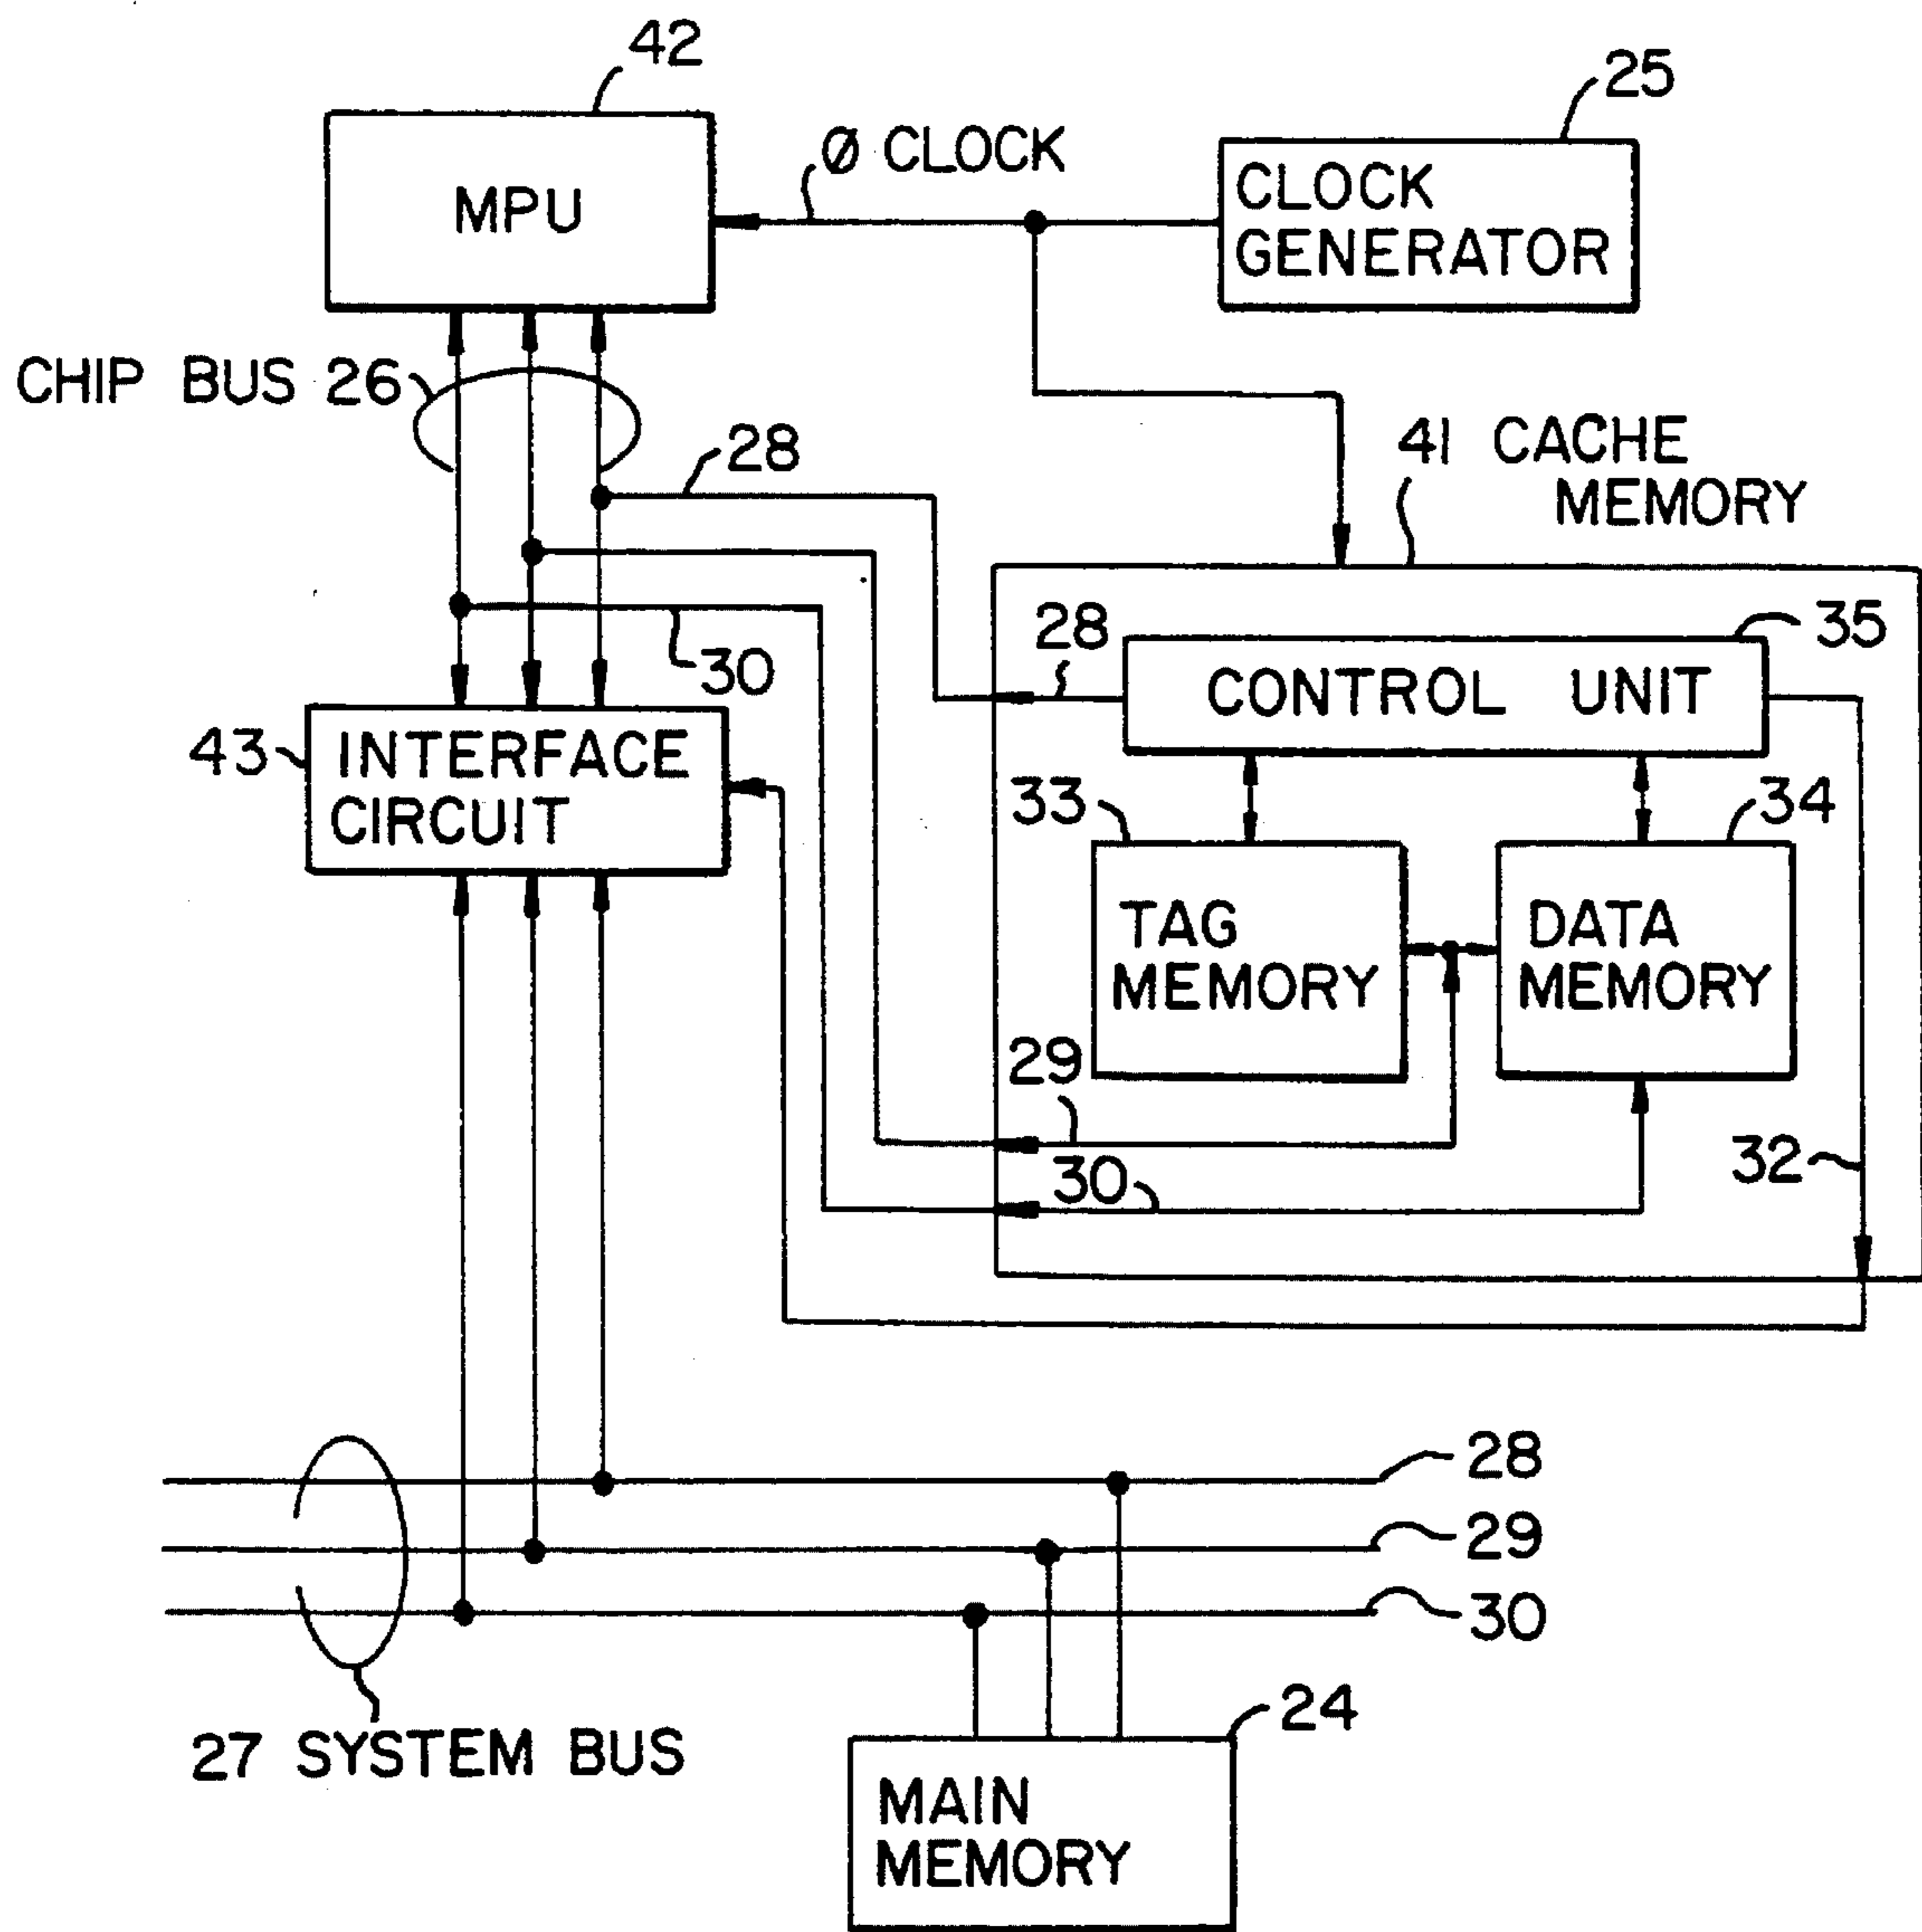 42
25
Ø CLOCK
MPU
CLOCK
GENERATOR
CHIP BUS 26
28
41 CACHE
MEMORY
28
35
30
CONTROL UNIT
43
INTERFACE
CIRCUIT
33
34
TAG
MEMORY
DATA
MEMORY
29
32
30
28
29
30
27 SYSTEM BUS
24
MAIN
MEMORY